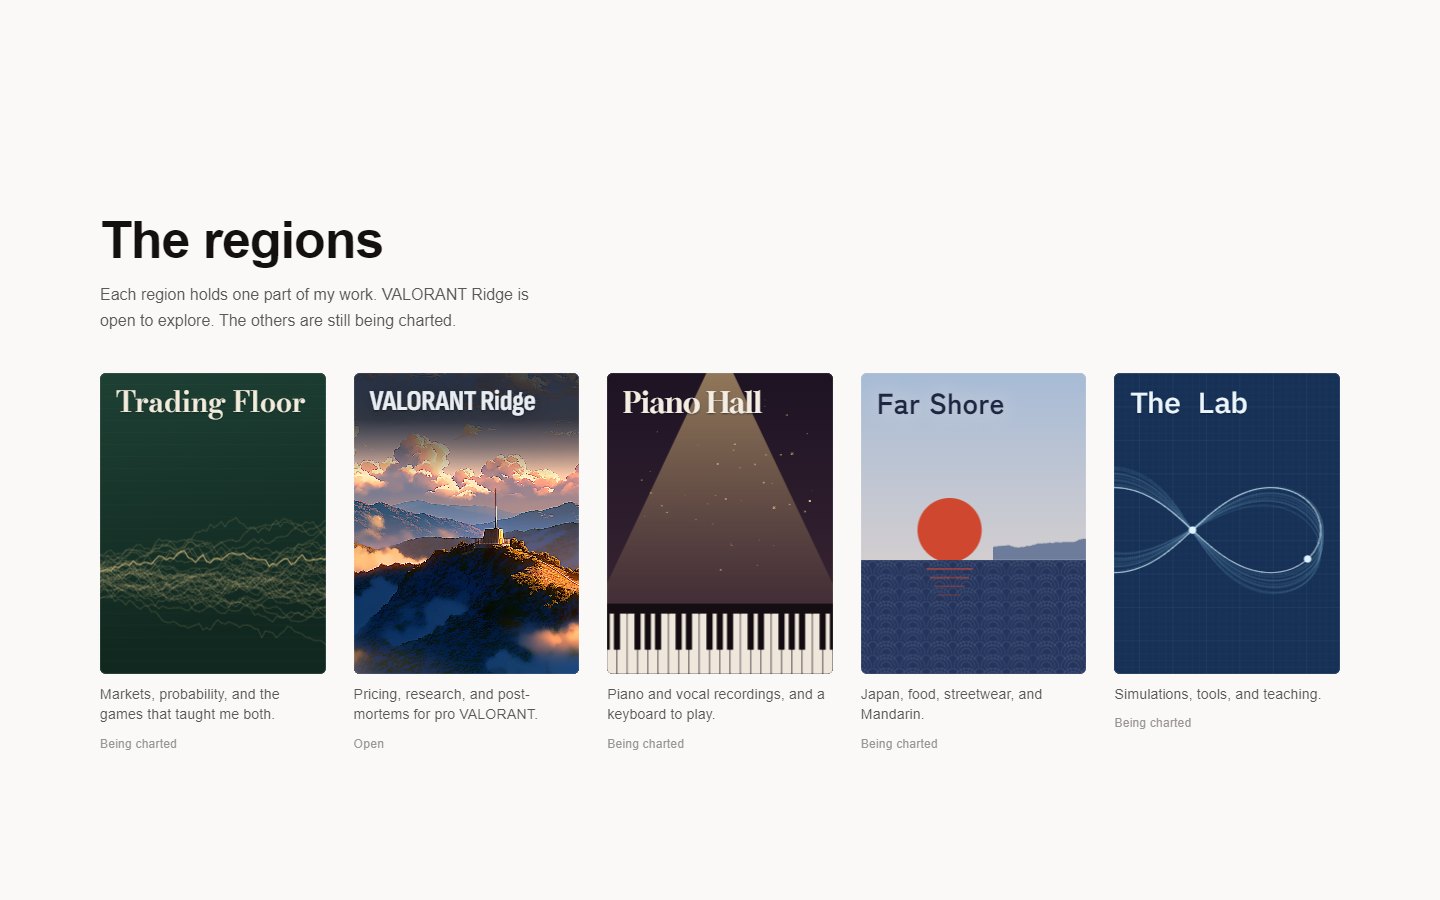 The regions
Each region holds one part of my work. VALORANT Ridge is
open to explore. The others are still being charted.
Trading Floor
Markets, probability, and the
games that taught me both.
Being charted
VALORANT Ridge
Pricing, research, and post-
mortems for pro VALORANT.
Open
Piano Hall
Piano and vocal recordings, and a
keyboard to play.
Being charted
Far Shore
Japan, food, streetwear, and
Mandarin.
Being charted
The Lab
Simulations, tools, and teaching.
Being charted